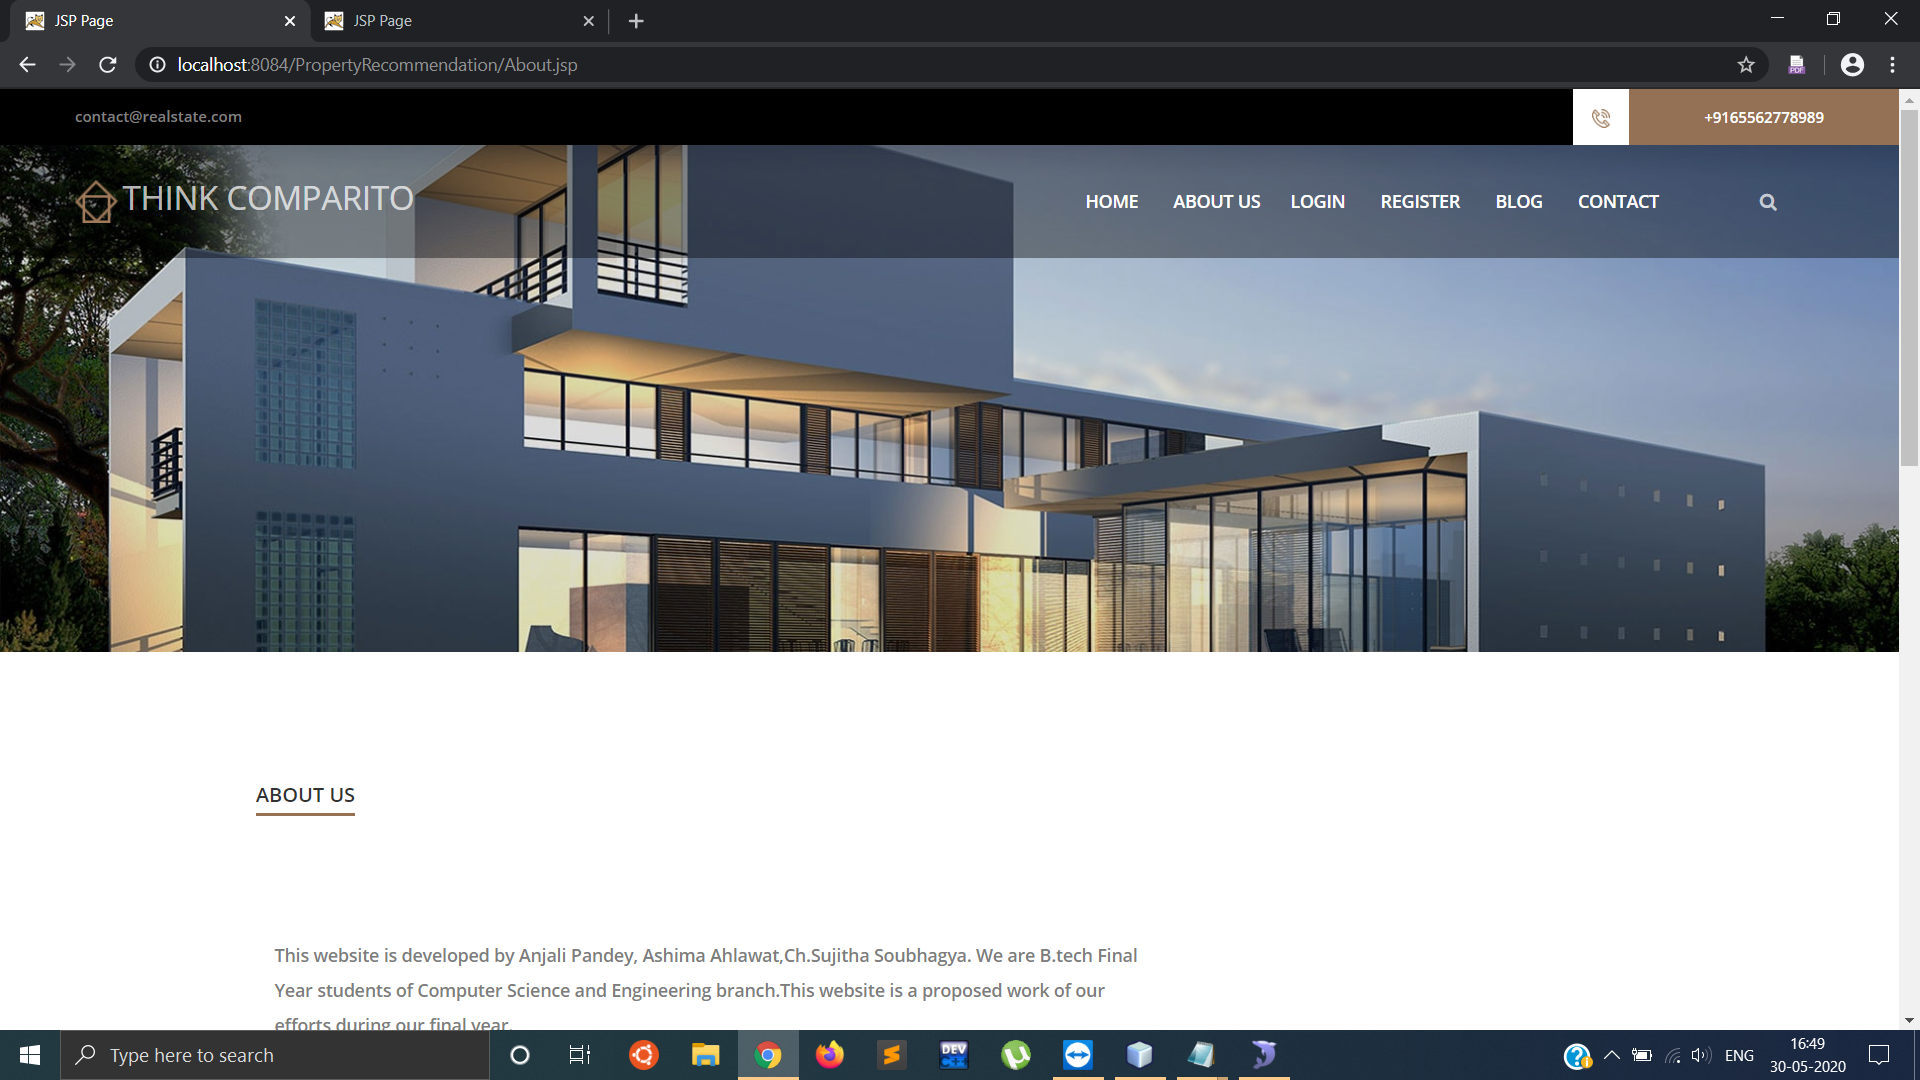 JSP Page
JSP Page
localhost:8084/PropertyRecommendation/About.jsp
contact@realstate.com
+9165562778989
THINK COMPARITO
HOME ABOUT US LOGIN REGISTER BLOG CONTACT
ABOUT US
This website is developed by Anjali Pandey, Ashima Ahlawat,Ch.Sujitha Soubhagya. We are B.tech Final
Year students of Computer Science and Engineering branch.This website is a proposed work of our
efforts during our final year.
Type here to search
DEV
C++
ENG
16:49
30-05-2020
PDF